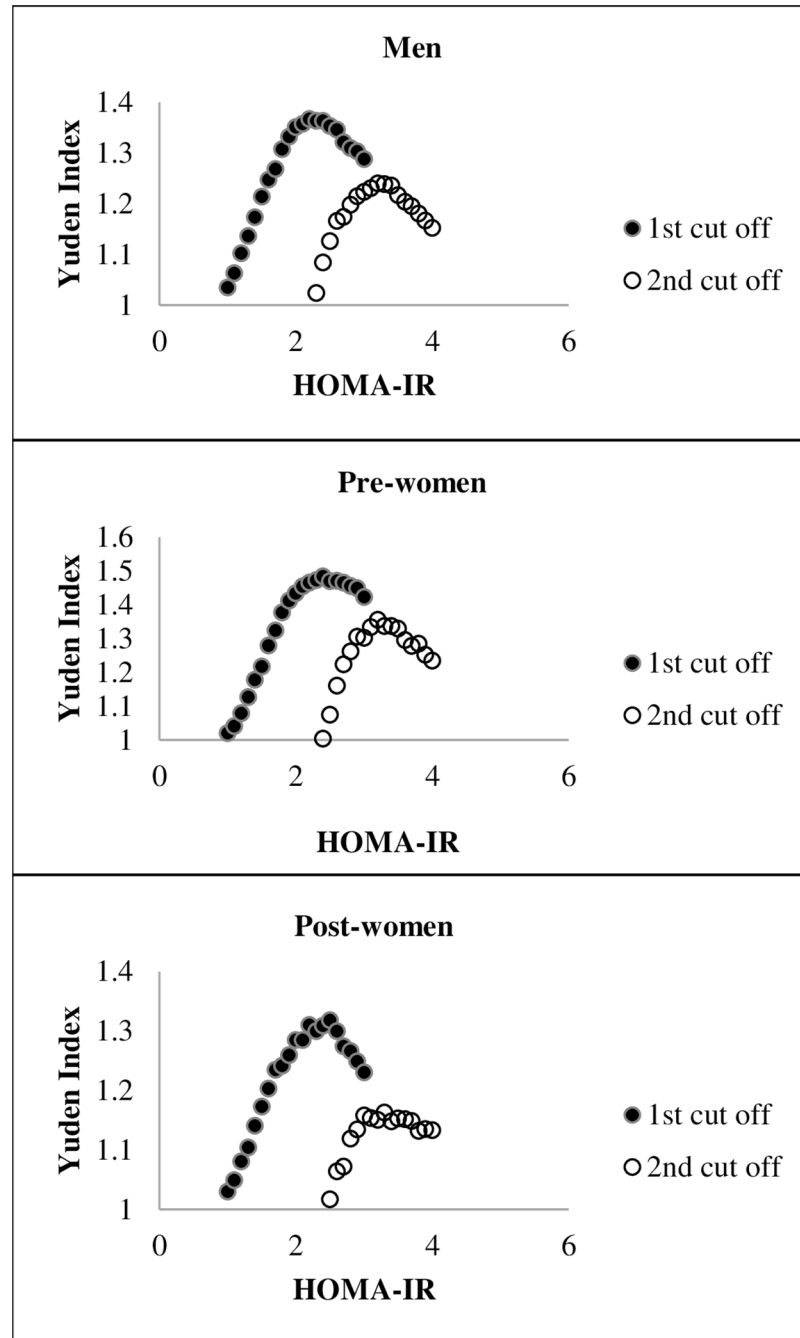 Men
Yuden Index
1.4
1.3
1.2
1.1
1
0
2
4
6
HOMA-IR
1st cut off
2nd cut off
Pre-women
Yuden Index
1.6
1.5
1.4
1.3
1.2
1.1
1
0
2
4
6
HOMA-IR
1st cut off
2nd cut off
Post-women
Yuden Index
1.4
1.3
1.2
1.1
1
0
2
4
6
HOMA-IR
1st cut off
2nd cut off